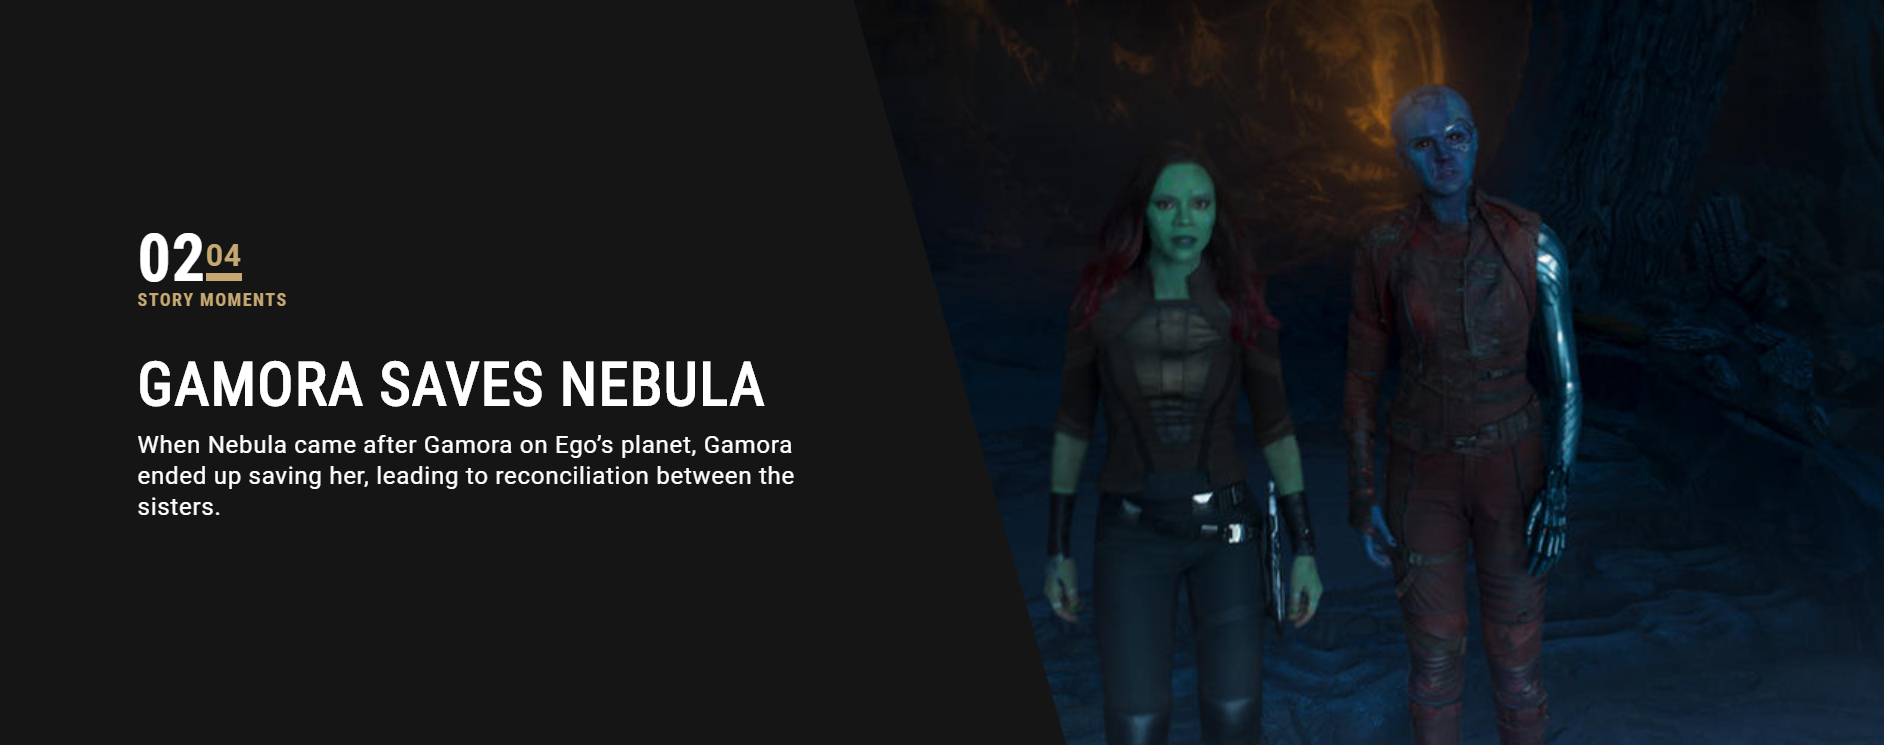 02 04
STORY MOMENTS
GAMORA SAVES NEBULA
When Nebula came after Gamora on Ego’s planet, Gamora
ended up saving her, leading to reconciliation between the
sisters.